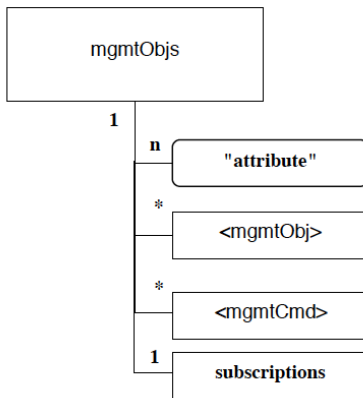 mgmtObjs
1
n
"attribute"
*
<mgmtObj>
*
<mgmtCmd>
1
subscriptions